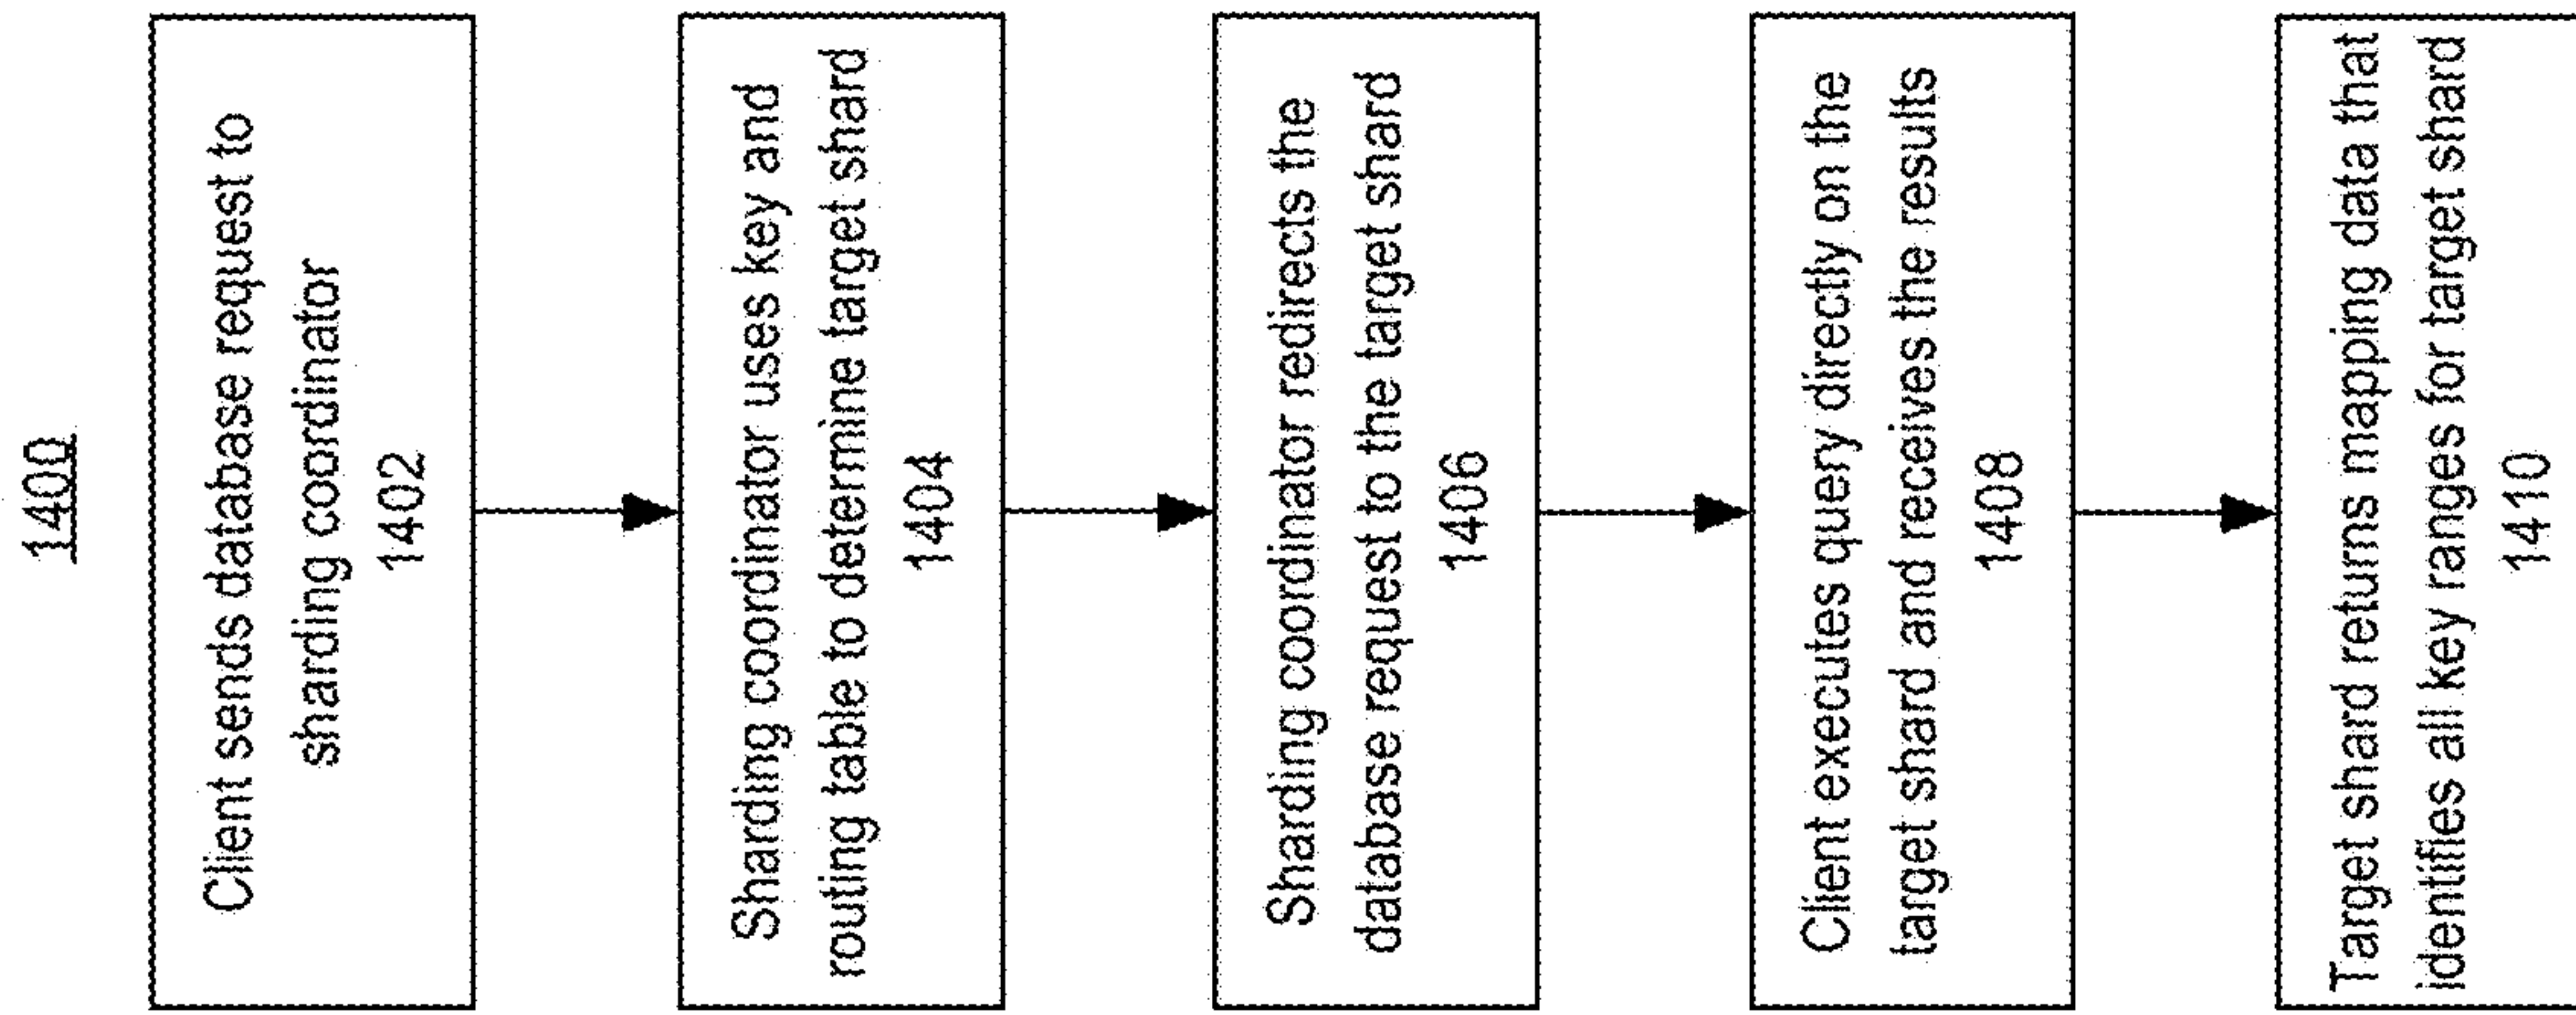 1400
Client sends database request to
sharding coordinator
1402
Sharding coordinator uses key and
routing table to determine target shard
1404
Sharding coordinator redirects the
database request to the target shard
1406
Client executes query directly on the
target shard and receives the results
1408
Target shard returns mapping data that
identifies all key ranges for target shard
1410